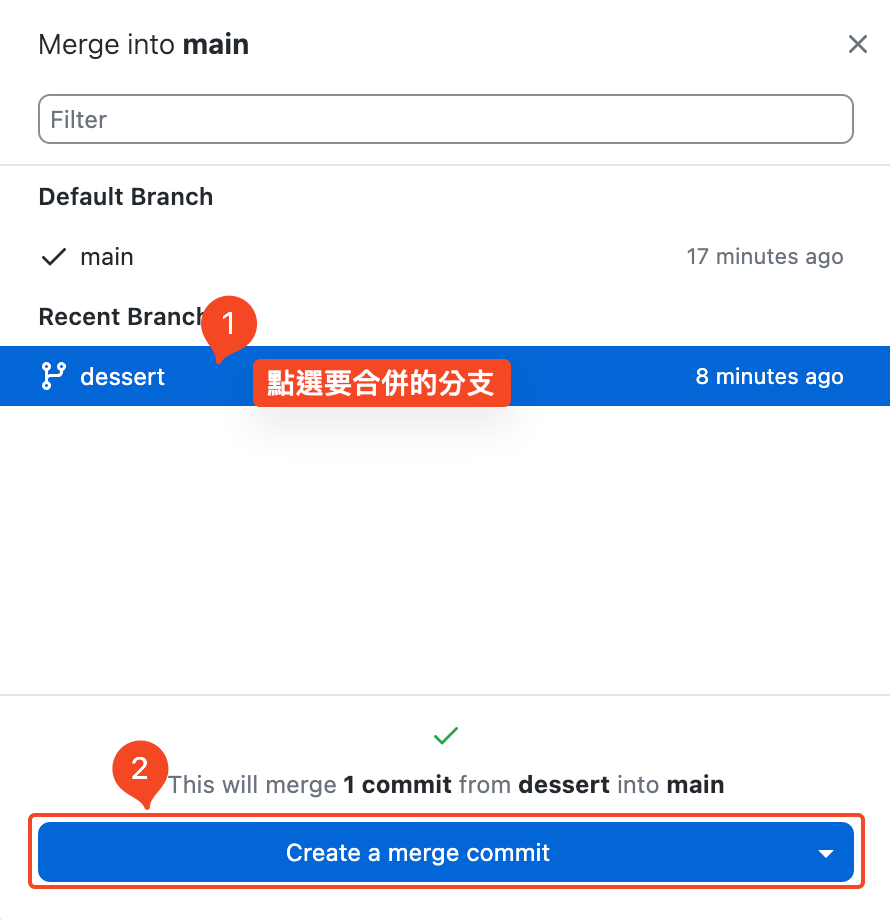 Merge into main
Filter
Default Branch
main 17 minutes ago
Recent Branch
1
dessert 8 minutes ago
點選要合併的分支
2
This will merge 1 commit from dessert into main
Create a merge commit